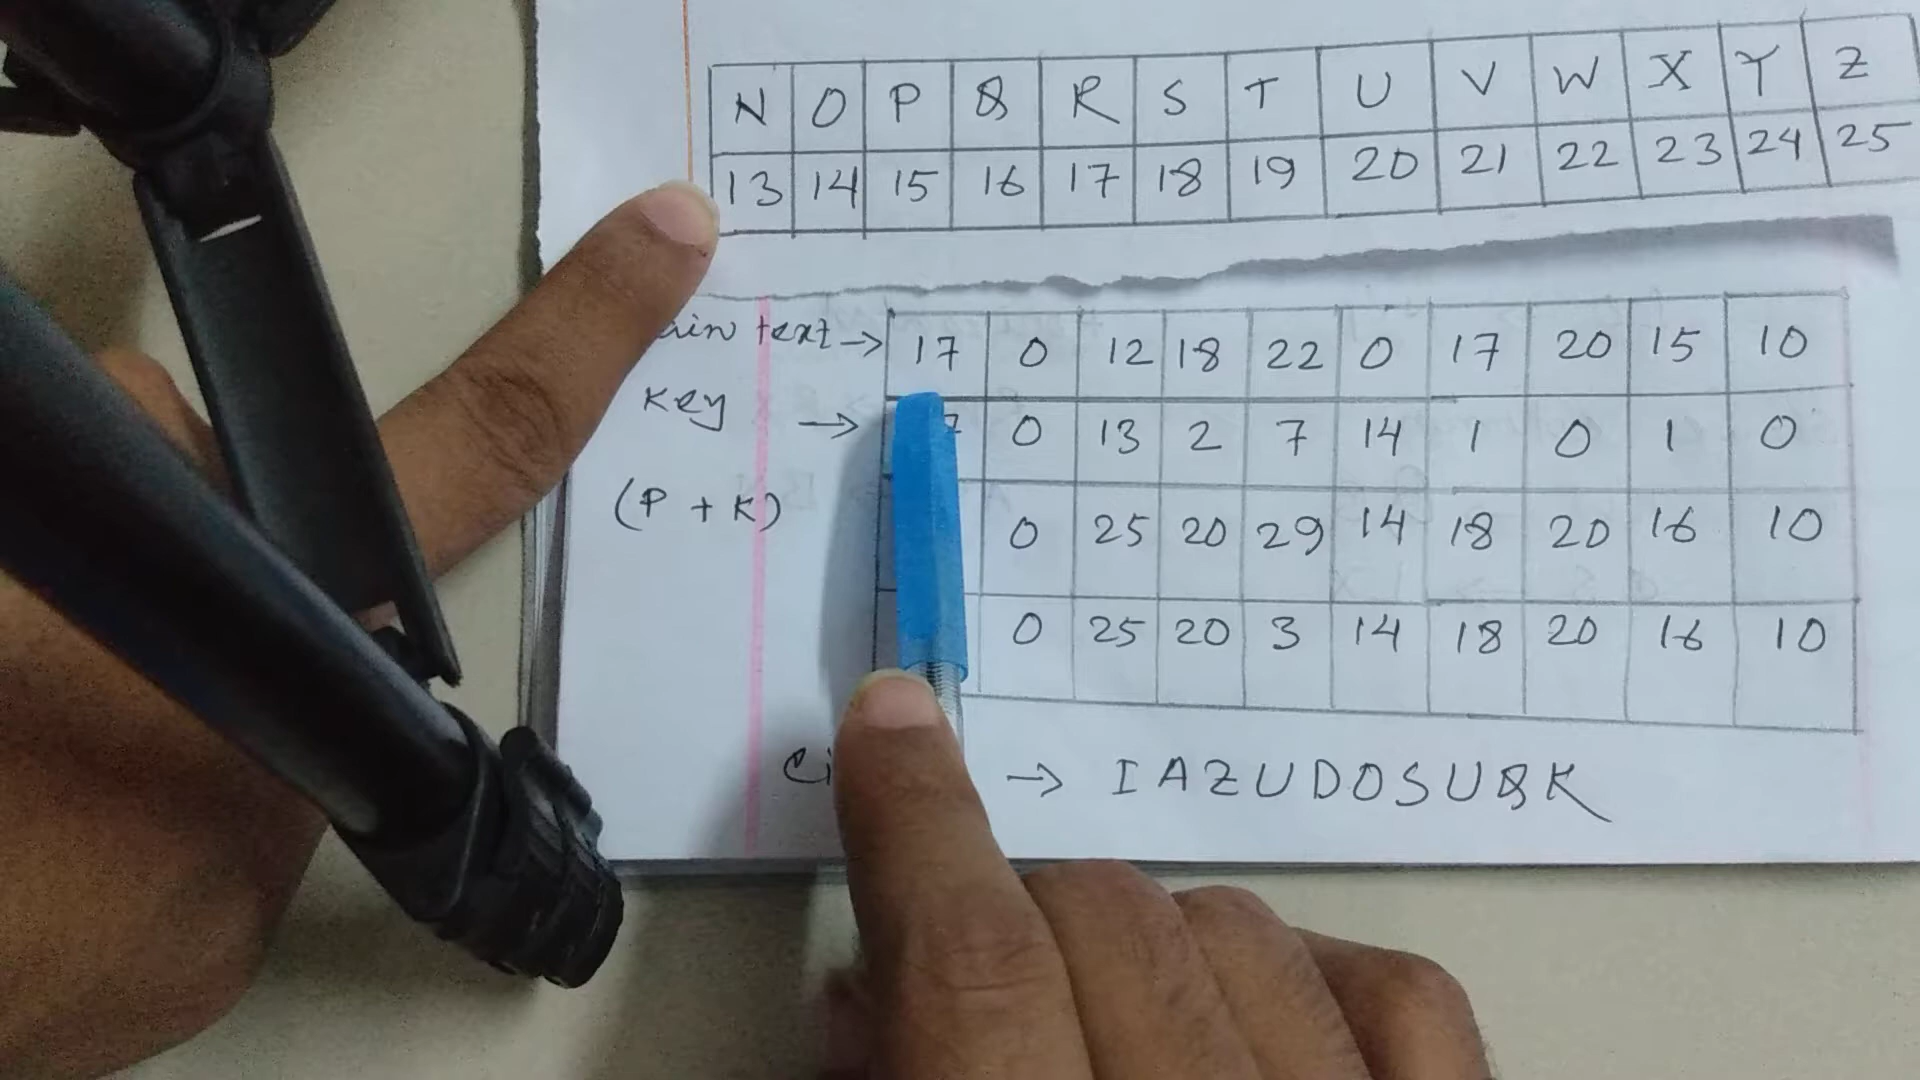 N O P Q R S T U V W X Y Z
13 14 15 16 17 18 19 20 21 22 23 24 25
text → 17 0 12 18 22 0 17 20 15 10
Key → 0 13 2 7 14 1 0 1 0
(P + K) 0 25 20 29 14 18 20 16 10
0 25 20 3 14 18 20 16 10
→ IAZUDOSUQK